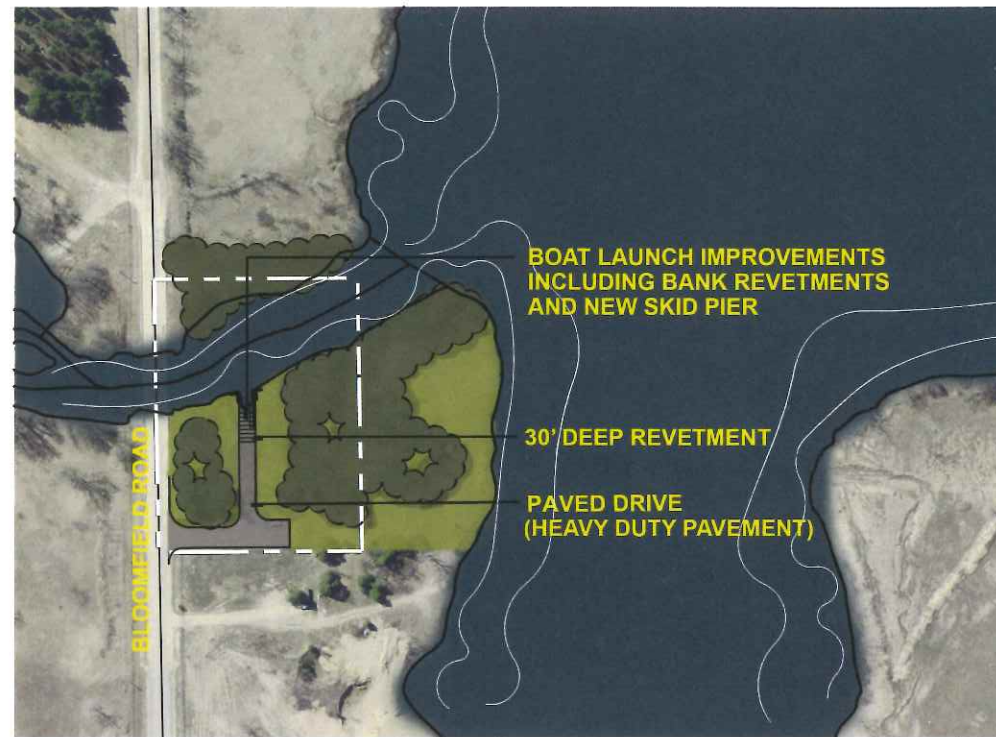 BOAT LAUNCH IMPROVEMENTS
INCLUDING BANK REVETMENTS
AND NEW SKID PIER
30' DEEP REVETMENT
PAVED DRIVE
(HEAVY DUTY PAVEMENT)
BLOOMFIELD ROAD